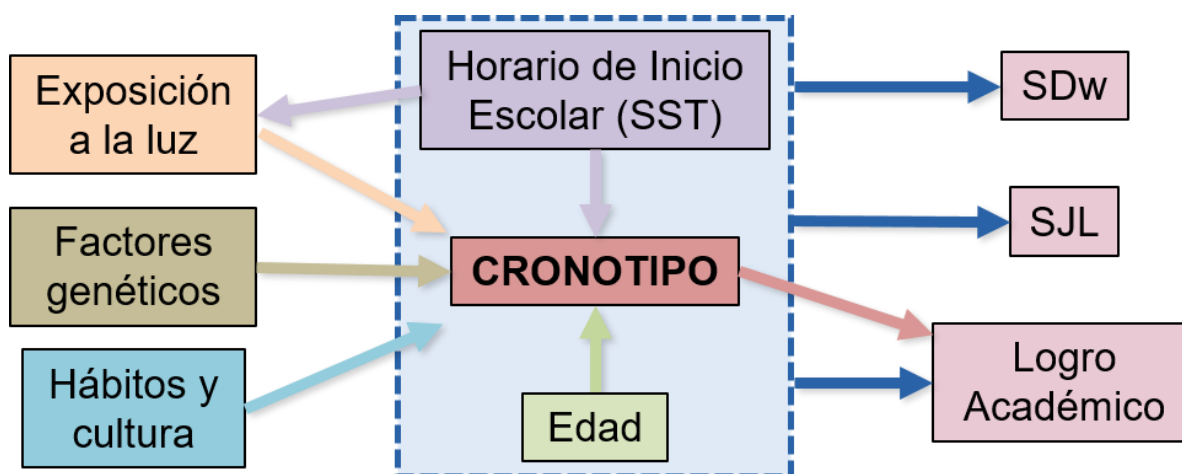 Exposición
a la luz
Factores
genéticos
Hábitos y
cultura
Horario de Inicio
Escolar (SST)
CRONOTIPO
Edad
SDw
SJL
Logro
Académico